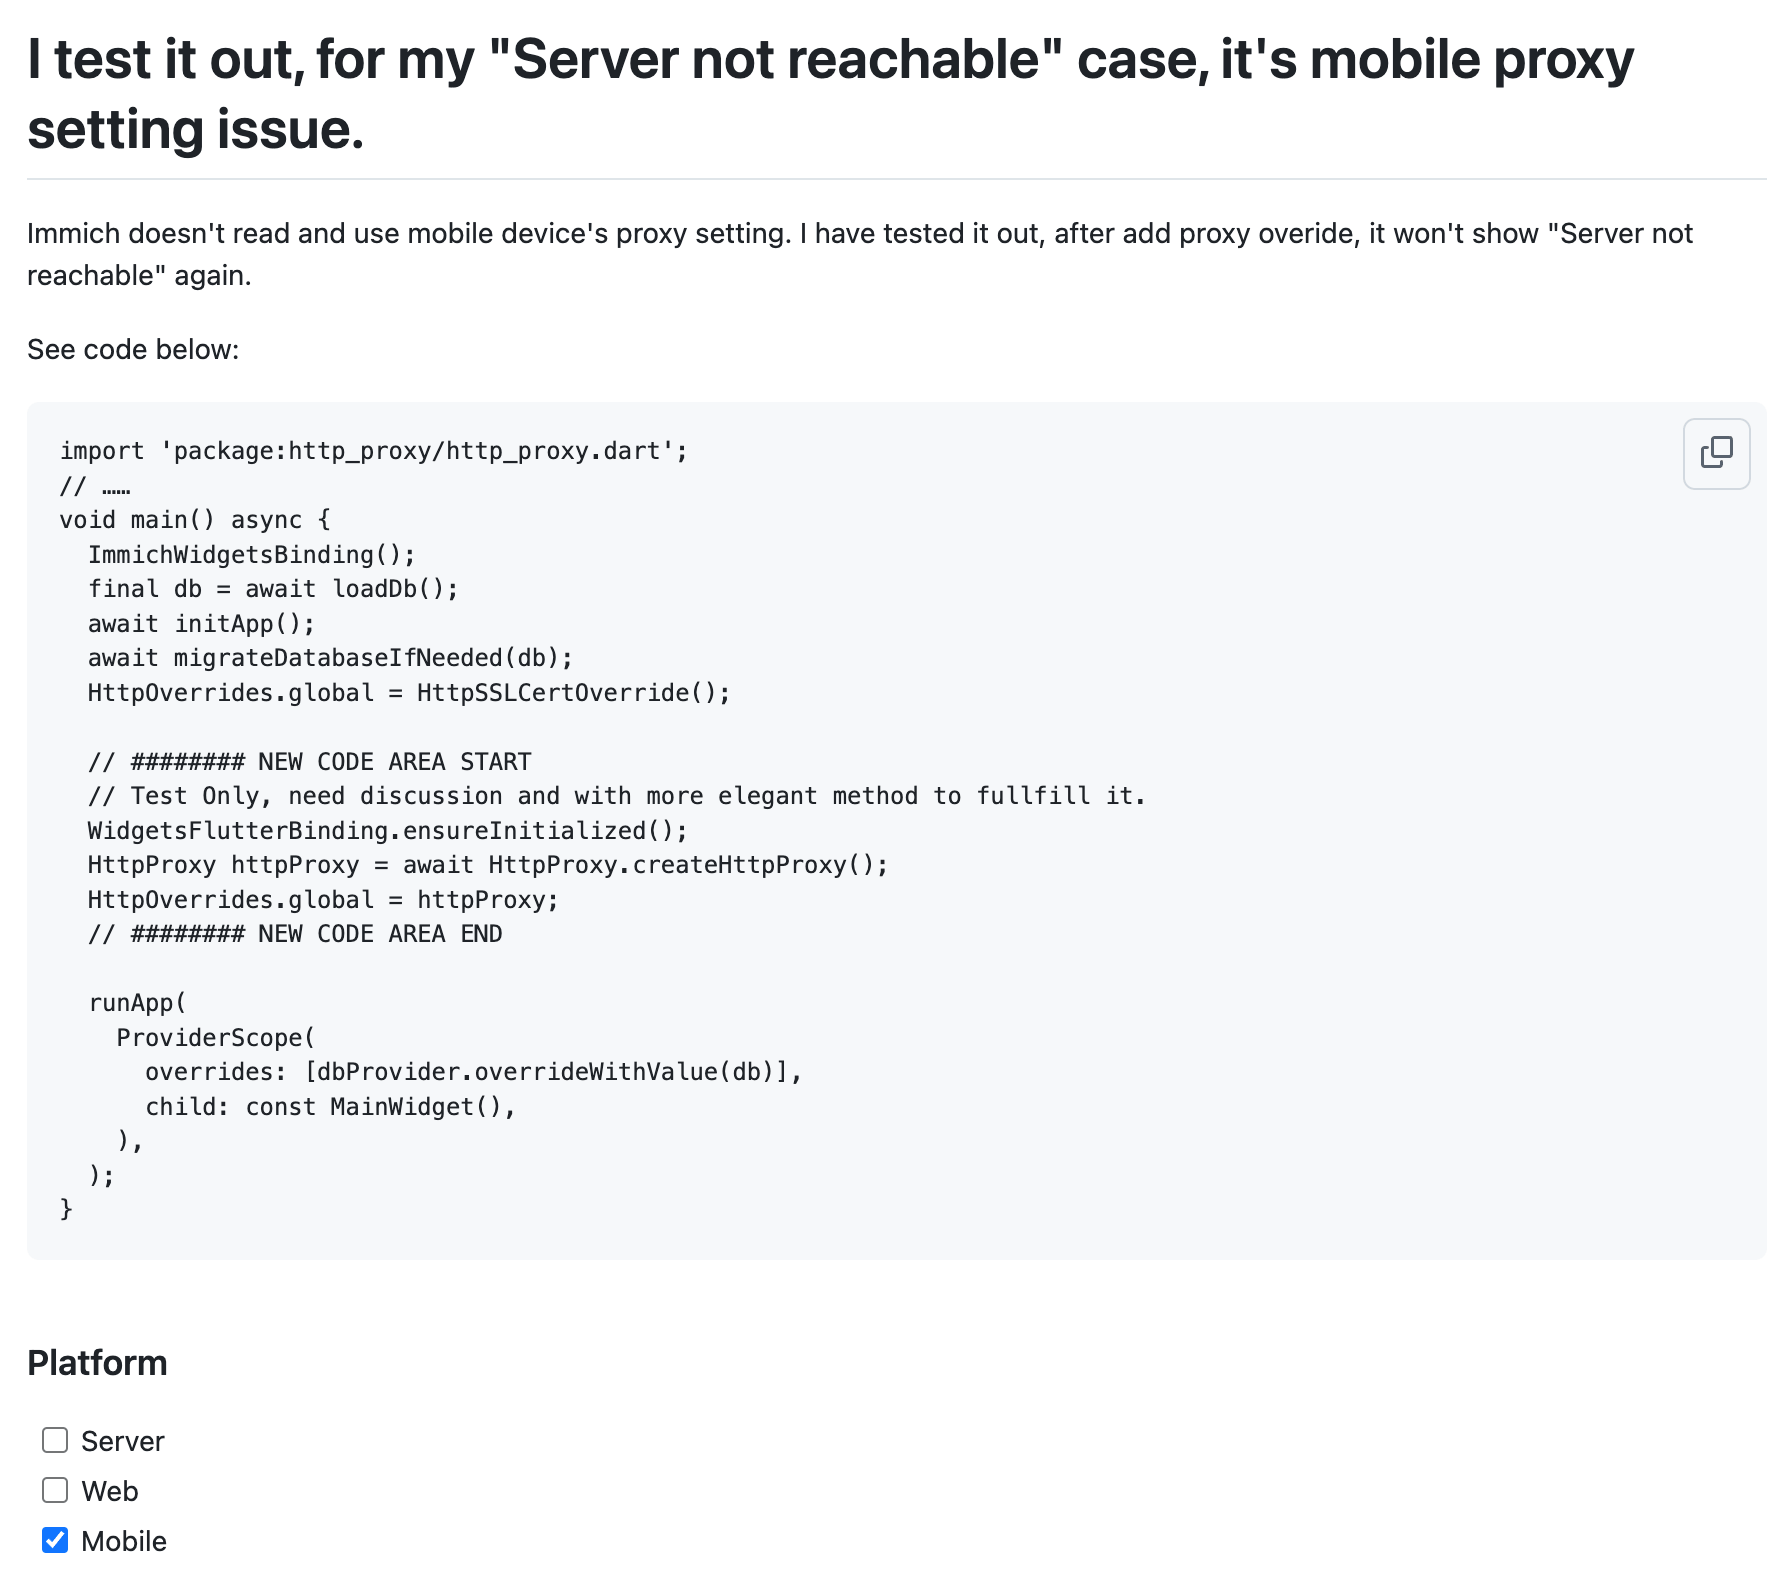 I test it out, for my "Server not reachable" case, it's mobile proxy
setting issue.
Immich doesn't read and use mobile device's proxy setting. I have tested it out, after add proxy overide, it won't show "Server not
reachable" again.
See code below:
import 'package:http_proxy/http_proxy.dart';
// ……
void main() async {
  ImmichWidgetsBinding();
  final db = await loadDb();
  await initApp();
  await migrateDatabaseIfNeeded(db);
  HttpOverrides.global = HttpSSLCertOverride();

  // ######## NEW CODE AREA START
  // Test Only, need discussion and with more elegant method to fullfill it.
  WidgetsFlutterBinding.ensureInitialized();
  HttpProxy httpProxy = await HttpProxy.createHttpProxy();
  HttpOverrides.global = httpProxy;
  // ######## NEW CODE AREA END

  runApp(
    ProviderScope(
      overrides: [dbProvider.overrideWithValue(db)],
      child: const MainWidget(),
    ),
  );
}
Platform
Server
Web
Mobile